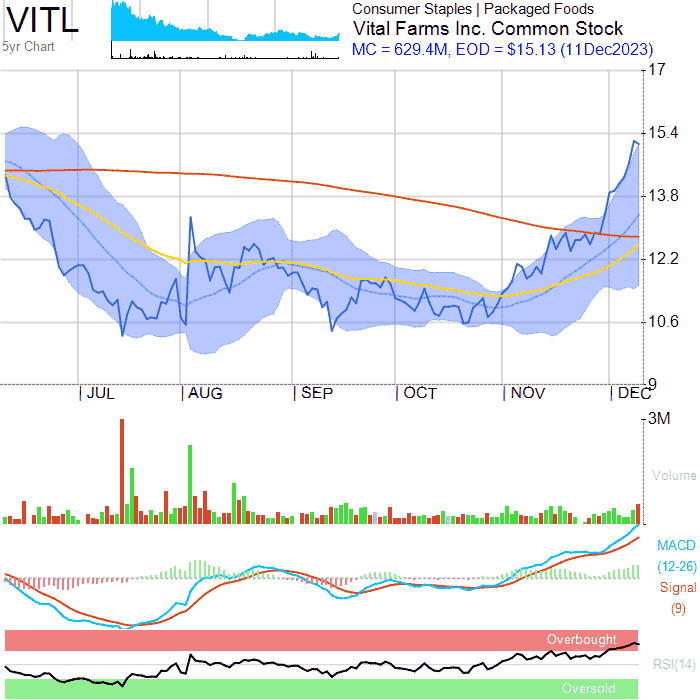 VITL
5yr Chart
Consumer Staples | Packaged Foods
Vital Farms Inc. Common Stock
MC = 629.4M, EOD = $15.13 (11Dec2023)
17
15.4
13.8
12.2
10.6
9
JUL AUG SEP OCT NOV DEC
3M
Volume
MACD
(12-26)
Signal
(9)
Overbought
RSI(14)
Oversold